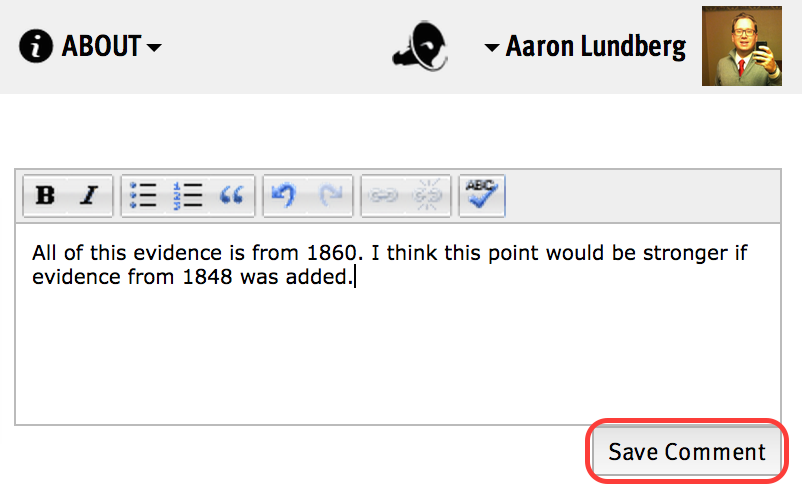 ABOUT
Aaron Lundberg
B I ABC
All of this evidence is from 1860. I think this point would be stronger if
evidence from 1848 was added.
Save Comment